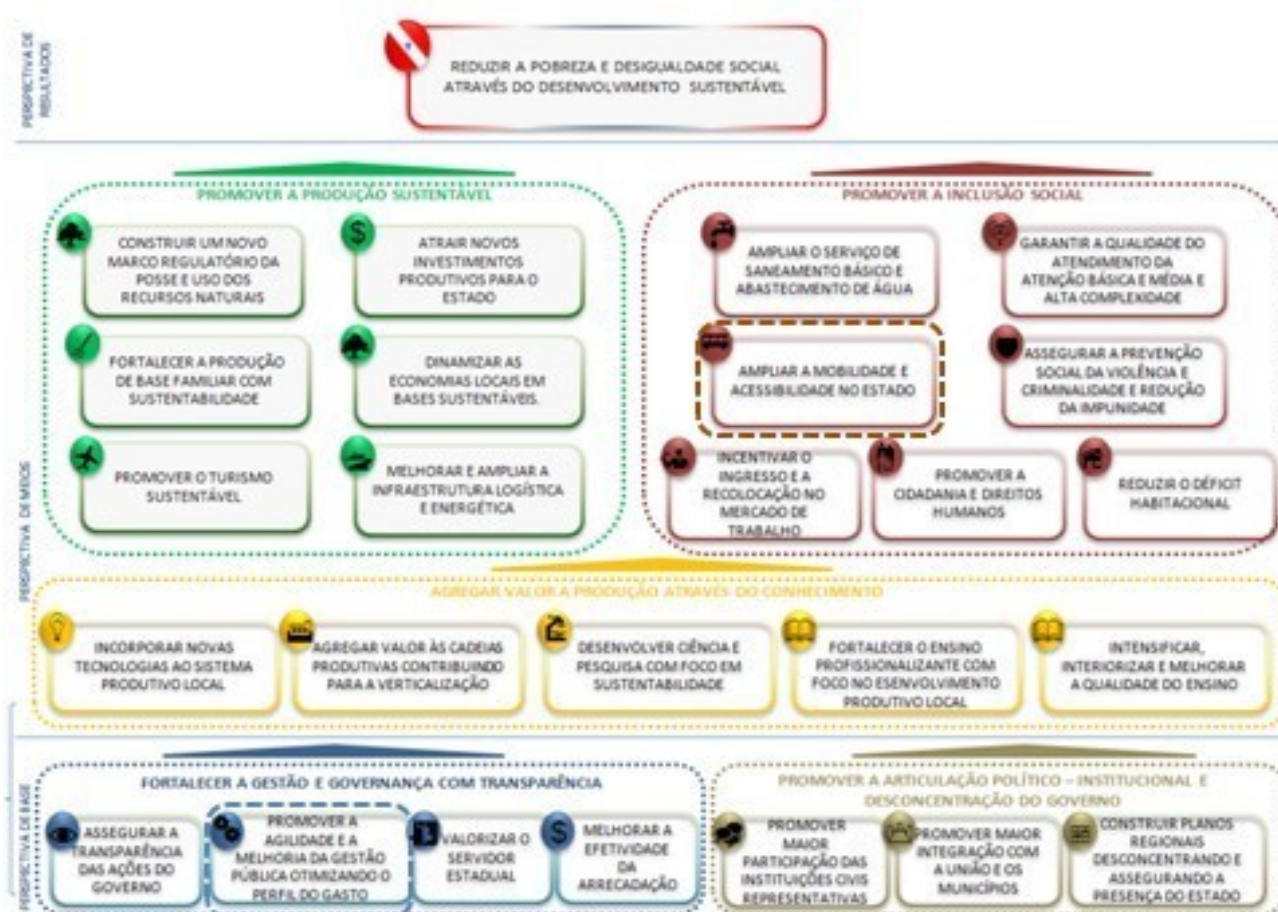 PERSPECTIVA DE
RESULTADOS
REDUZIR A POBREZA E DESIGUALDADE SOCIAL
ATRAVÉS DO DESENVOLVIMENTO SUSTENTÁVEL
PERSPECTIVA DE MEIOS
PROMOVER A PRODUÇÃO SUSTENTÁVEL
CONSTRUIR UM NOVO
MARCO REGULATÓRIO DA
POSSE E USO DOS
RECURSOS NATURAIS
$
ATRAIR NOVOS
INVESTIMENTOS
PRODUTIVOS PARA O
ESTADO
FORTALECER A PRODUÇÃO
DE BASE FAMILIAR COM
SUSTENTABILIDADE
DINAMIZAR AS
ECONOMIAS LOCAIS EM
BASES SUSTENTÁVEIS.
PROMOVER O TURISMO
SUSTENTÁVEL
MELHORAR E AMPLIAR A
INFRAESTRUTURA LOGÍSTICA
E ENERGÉTICA
PROMOVER A INCLUSÃO SOCIAL
AMPLIAR O SERVIÇO DE
SANEAMENTO BÁSICO E
ABASTECIMENTO DE ÁGUA
GARANTIR A QUALIDADE DO
ATENDIMENTO DA
ATENÇÃO BÁSICA E MÉDIA E
ALTA COMPLEXIDADE
AMPLIAR A MOBILIDADE E
ACESSIBILIDADE NO ESTADO
ASSEGURAR A PREVENÇÃO
SOCIAL DA VIOLÊNCIA E
CRIMINALIDADE E REDUÇÃO
DA IMPUNIDADE
INCENTIVAR O
INGRESSO E A
RECOLOCAÇÃO NO
MERCADO DE
TRABALHO
PROMOVER A
CIDADANIA E DIREITOS
HUMANOS
REDUZIR O DÉFICIT
HABITACIONAL
AGREGAR VALOR A PRODUÇÃO ATRAVÉS DO CONHECIMENTO
INCORPORAR NOVAS
TECNOLOGIAS AO SISTEMA
PRODUTIVO LOCAL
AGREGAR VALOR ÀS CADEIAS
PRODUTIVAS CONTRIBUINDO
PARA A VERTICALIZAÇÃO
DESENVOLVER CIÊNCIA E
PESQUISA COM FOCO EM
SUSTENTABILIDADE
FORTALECER O ENSINO
PROFISSIONALIZANTE COM
FOCO NO ESENVOLVIMENTO
PRODUTIVO LOCAL
INTENSIFICAR,
INTERIORIZAR E MELHORAR
A QUALIDADE DO ENSINO
PERSPECTIVA DE BASE
FORTALECER A GESTÃO E GOVERNANÇA COM TRANSPARÊNCIA
ASSEGURAR A
TRANSPARÊNCIA
DAS AÇÕES DO
GOVERNO
PROMOVER A
AGILIDADE E A
MELHORIA DA GESTÃO
PÚBLICA OTIMIZANDO O
PERFIL DO GASTO
VALORIZAR O
SERVIDOR
ESTADUAL
$
MELHORAR A
EFETIVIDADE
DA
ARRECADAÇÃO
PROMOVER A ARTICULAÇÃO POLÍTICO – INSTITUCIONAL E
DESCONCENTRAÇÃO DO GOVERNO
PROMOVER
MAIOR
PARTICIPAÇÃO DAS
INSTITUIÇÕES CIVIS
REPRESENTATIVAS
PROMOVER MAIOR
INTEGRAÇÃO COM
A UNIÃO E OS
MUNICÍPIOS
CONSTRUIR PLANOS
REGIONAIS
DESCONCENTRANDO E
ASSEGURANDO A
PRESENÇA DO ESTADO